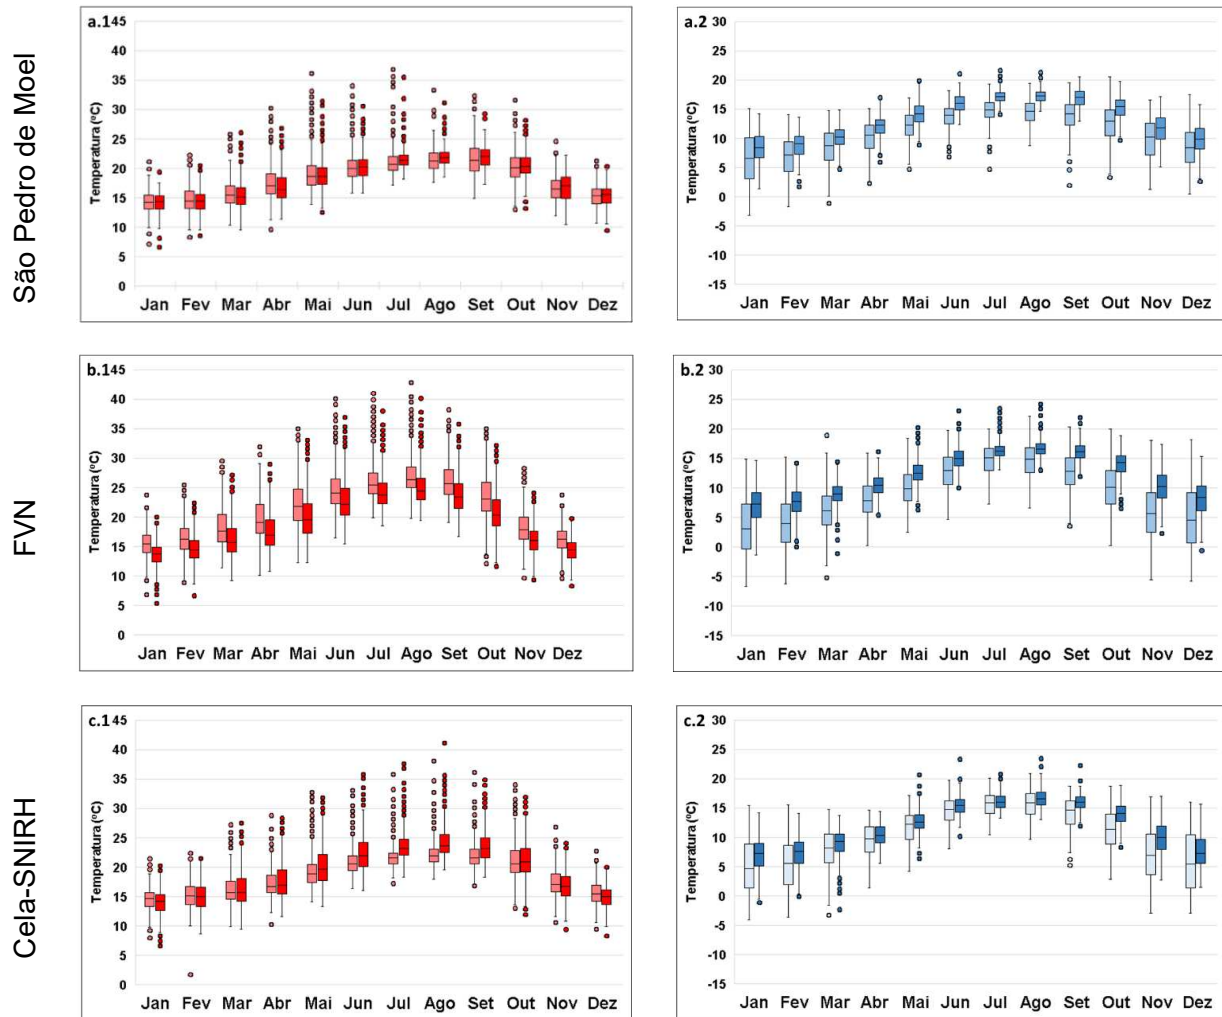 São Pedro de Moel
a.1 45
40
35
30
25
20
15
10
5
0
Temperatura (ºC)
Jan Fev Mar Abr Mai Jun Jul Ago Set Out Nov Dez
a.2 30
25
20
15
10
5
0
-5
-10
-15
Temperatura (ºC)
Jan Fev Mar Abr Mai Jun Jul Ago Set Out Nov Dez
FVN
b.1 45
40
35
30
25
20
15
10
5
0
Temperatura (ºC)
Jan Fev Mar Abr Mai Jun Jul Ago Set Out Nov Dez
b.2 30
25
20
15
10
5
0
-5
-10
-15
Temperatura (ºC)
Jan Fev Mar Abr Mai Jun Jul Ago Set Out Nov Dez
Cela-SNIRH
c.1 45
40
35
30
25
20
15
10
5
0
Temperatura (ºC)
Jan Fev Mar Abr Mai Jun Jul Ago Set Out Nov Dez
c.2 30
25
20
15
10
5
0
-5
-10
-15
Temperatura (ºC)
Jan Fev Mar Abr Mai Jun Jul Ago Set Out Nov Dez